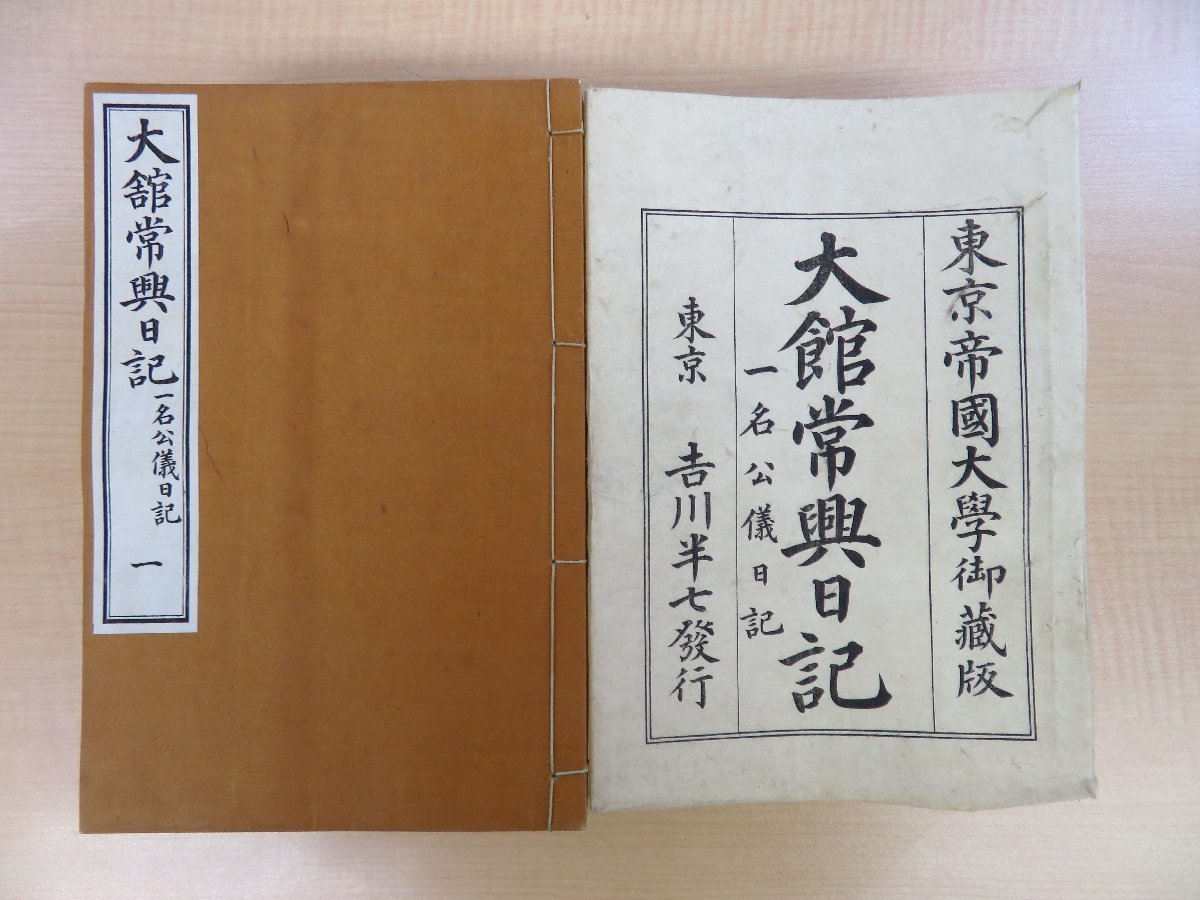 大舘常興日記
一名公儀日記
一
東京帝國大學御藏版
大館常興日記
一名公儀日記
東京 吉川半七發行